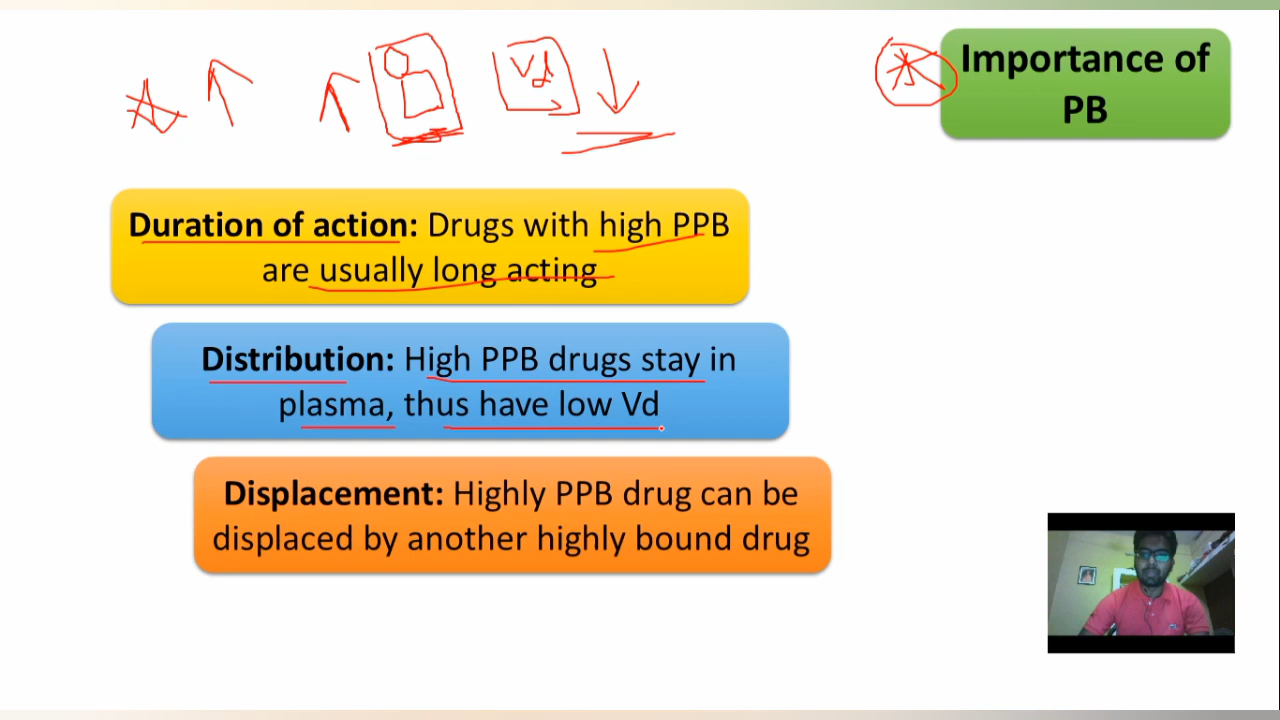 Vd
Importance of
PB
Duration of action: Drugs with high PPB
are usually long acting
Distribution: High PPB drugs stay in
plasma, thus have low Vd
Displacement: Highly PPB drug can be
displaced by another highly bound drug